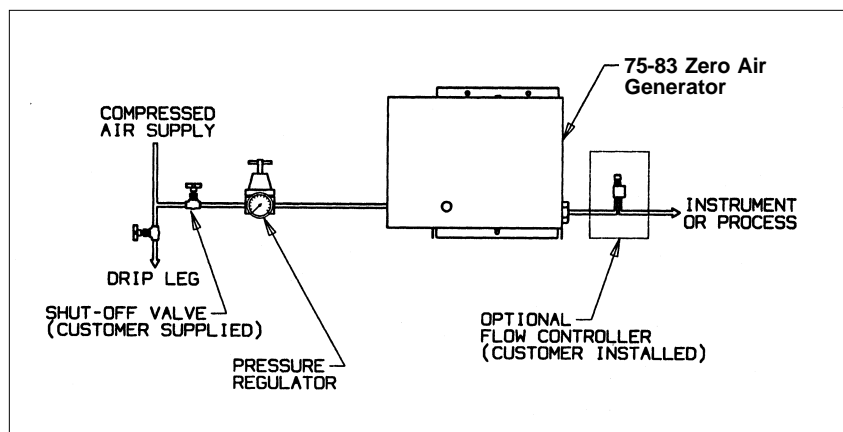 75-83 Zero Air
Generator
COMPRESSED
AIR SUPPLY
INSTRUMENT
OR PROCESS
DRIP LEG
SHUT-OFF VALVE
(CUSTOMER SUPPLIED)
OPTIONAL
FLOW CONTROLLER
(CUSTOMER INSTALLED)
PRESSURE
REGULATOR